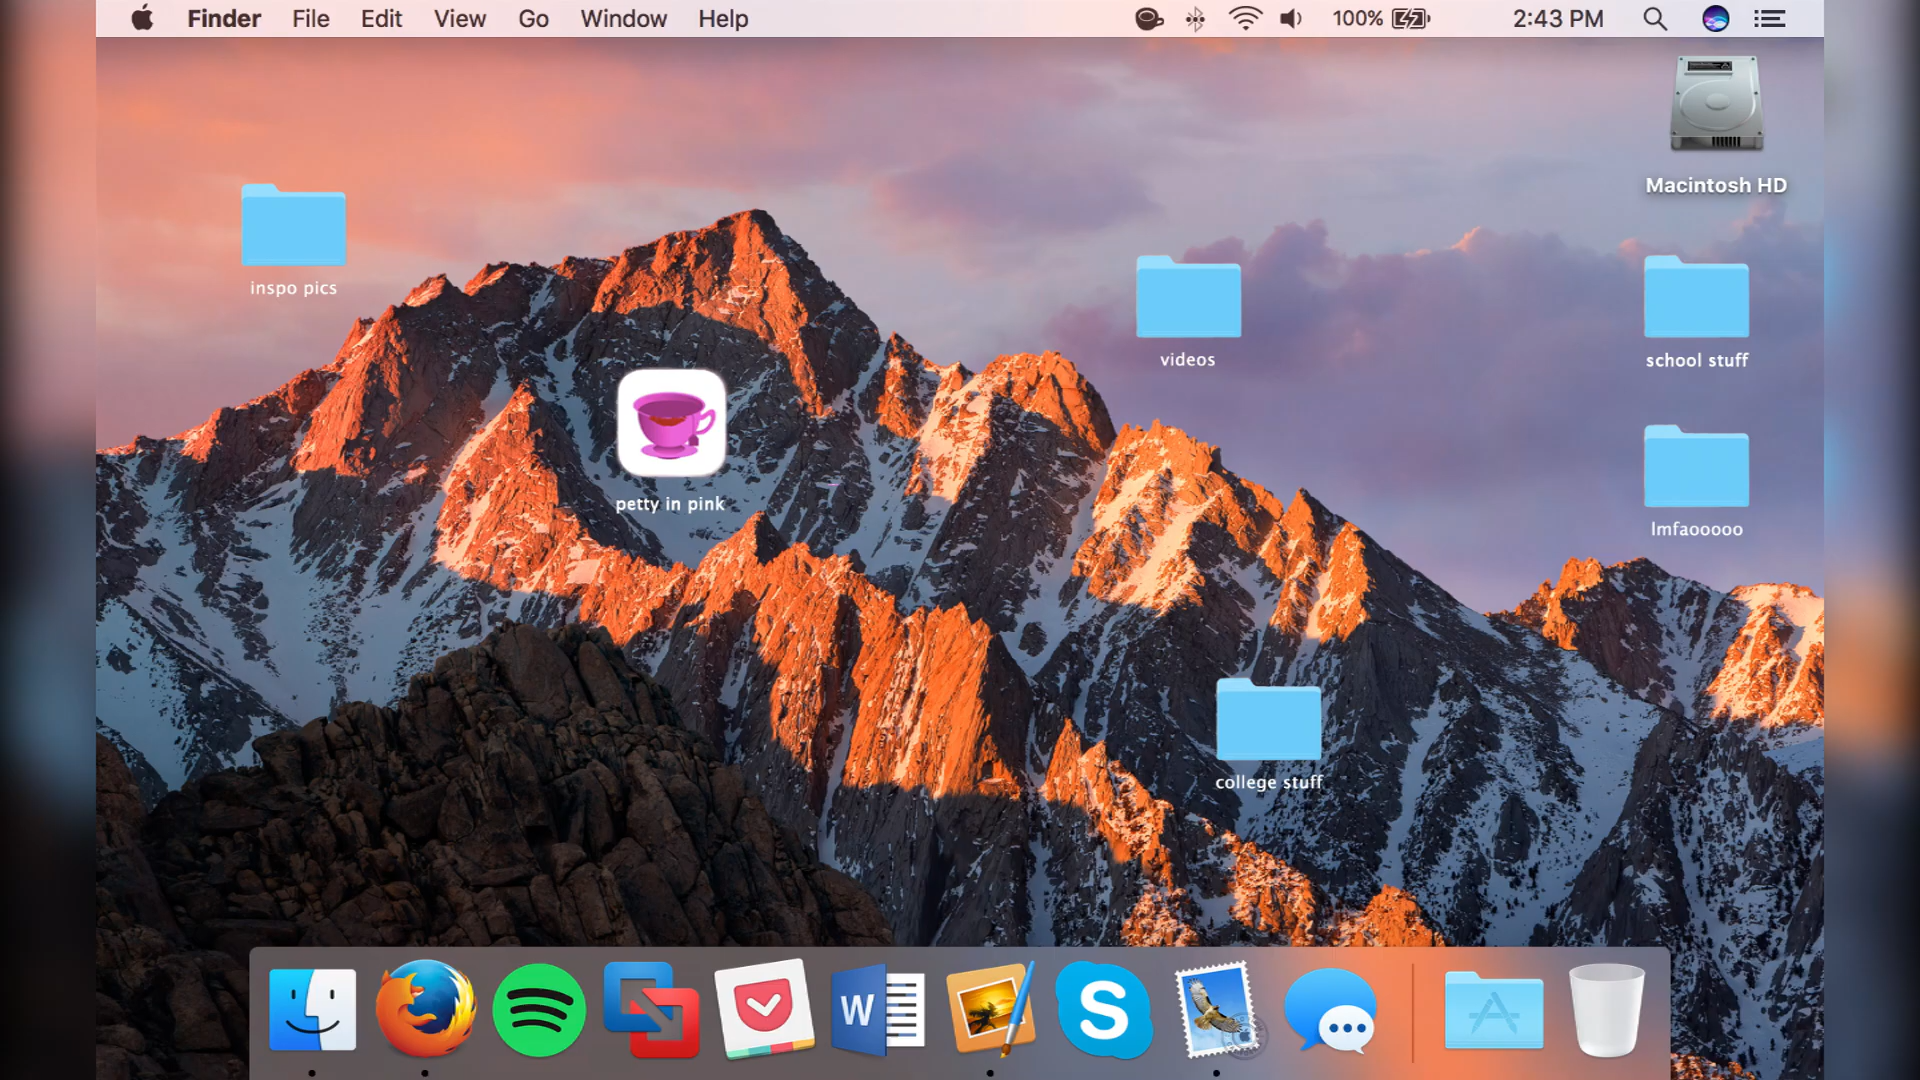 Finder File Edit View Go Window Help 100% 2:43 PM
Macintosh HD
inspo pics
videos
school stuff
petty in pink
lmfaooooo
college stuff
W
S